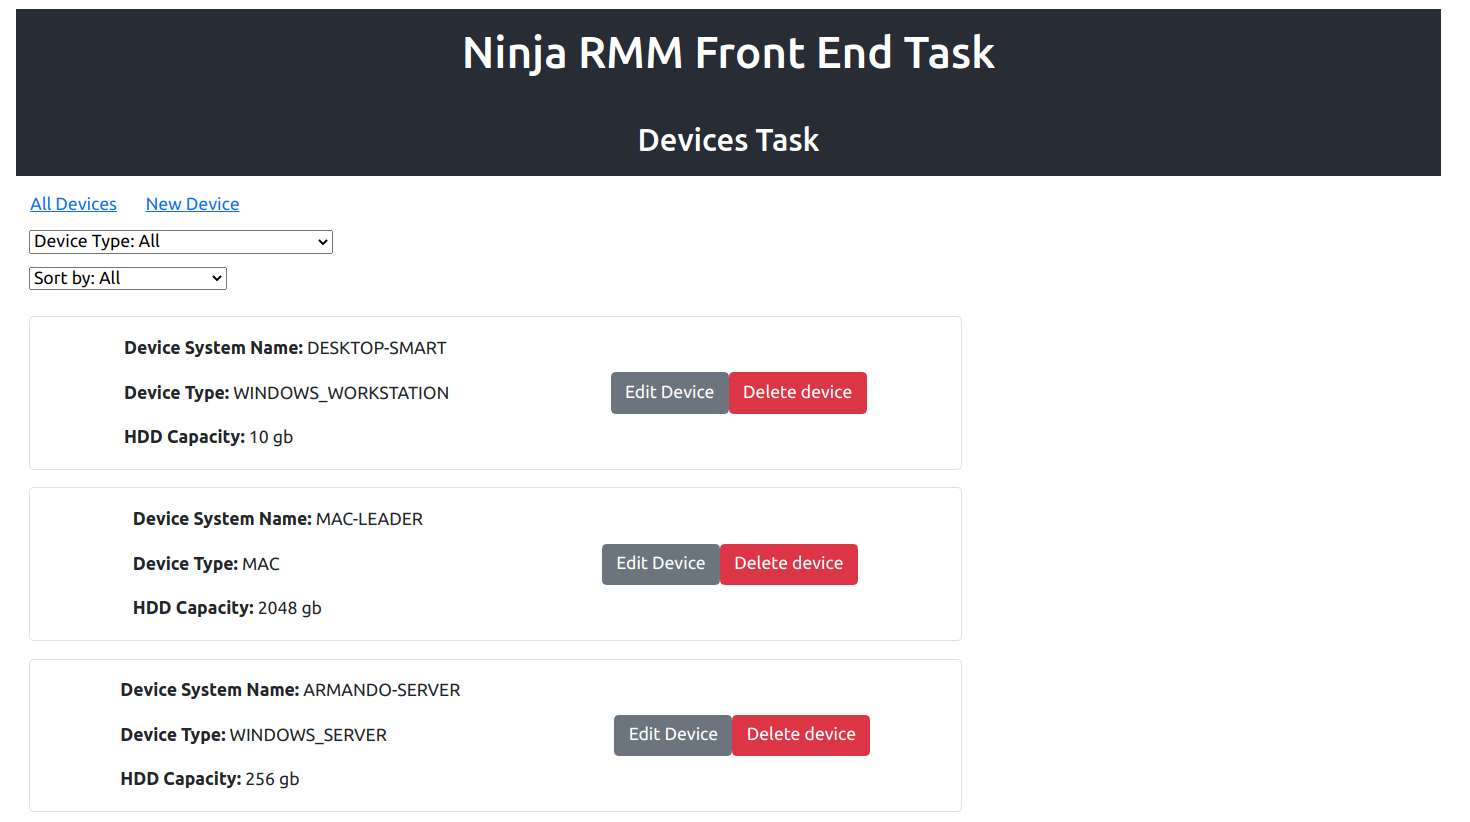 Ninja RMM Front End Task
Devices Task
All Devices New Device
Device Type: All
Sort by: All
Device System Name: DESKTOP-SMART
Device Type: WINDOWS_WORKSTATION
HDD Capacity: 10 gb
Edit Device Delete device
Device System Name: MAC-LEADER
Device Type: MAC
HDD Capacity: 2048 gb
Edit Device Delete device
Device System Name: ARMANDO-SERVER
Device Type: WINDOWS_SERVER
HDD Capacity: 256 gb
Edit Device Delete device